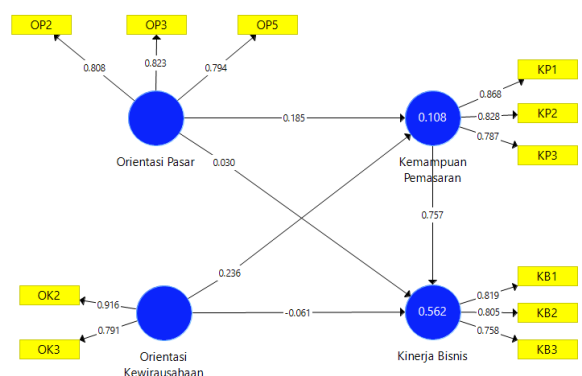 OP2
OP3
OP5
0.808
0.823
0.794
Orientasi Pasar
0.185
0.030
0.108
Kemampuan
Pemasaran
0.868
0.828
0.787
KP1
KP2
KP3
0.757
0.236
-0.061
OK2
OK3
0.916
0.791
Orientasi
Kewirausahaan
0.562
Kinerja Bisnis
0.819
0.805
0.758
KB1
KB2
KB3